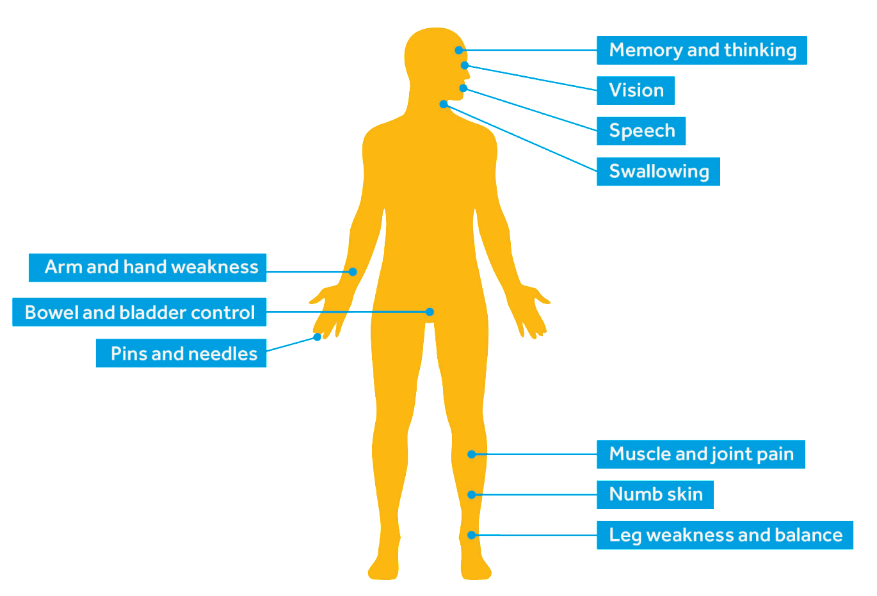 Memory and thinking
Vision
Speech
Swallowing
Arm and hand weakness
Bowel and bladder control
Pins and needles
Muscle and joint pain
Numb skin
Leg weakness and balance